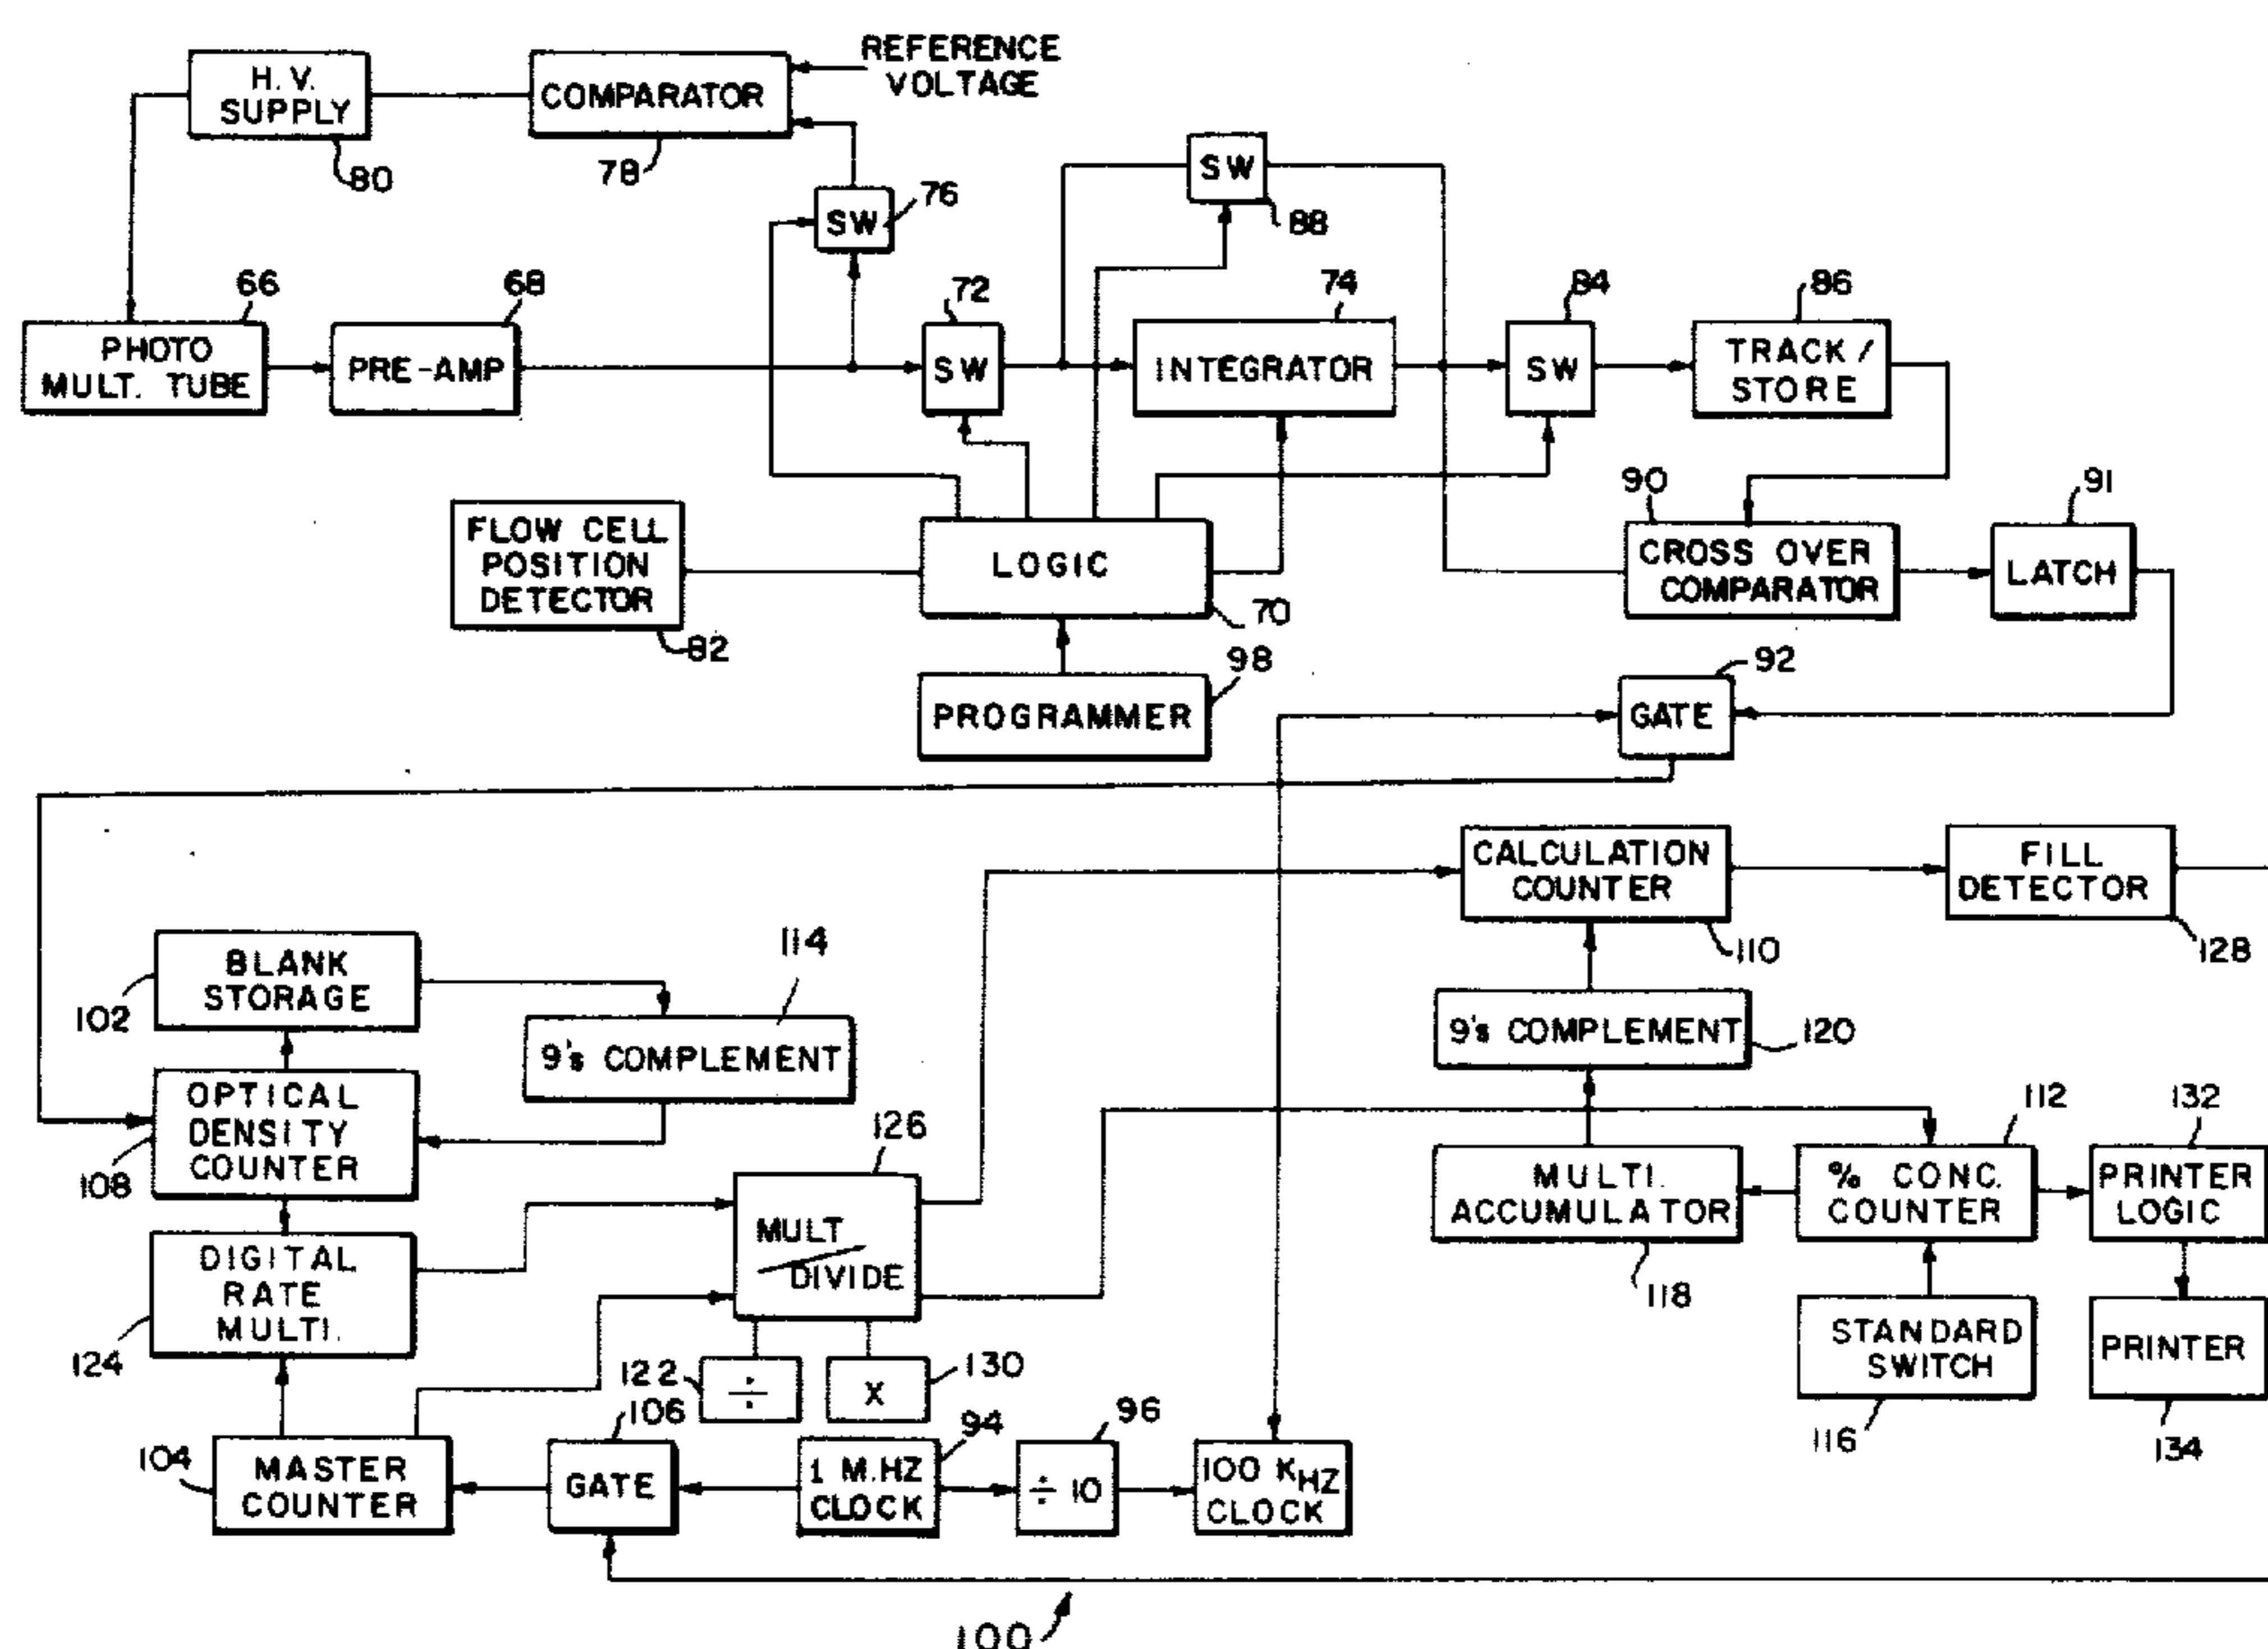 REFERENCE
VOLTAGE
H. V.
SUPPLY
80
COMPARATOR
78
SW
76
SW
88
66
PHOTO
MULT. TUBE
68
PRE-AMP
72
SW
74
INTEGRATOR
84
SW
86
TRACK /
STORE
FLOW CELL
POSITION
DETECTOR
82
LOGIC
70
90
CROSS OVER
COMPARATOR
91
LATCH
98
PROGRAMMER
92
GATE
CALCULATION
COUNTER
110
FILL
DETECTOR
128
BLANK
STORAGE
102
114
9's COMPLEMENT
9's COMPLEMENT
120
OPTICAL
DENSITY
COUNTER
108
126
MULT
DIVIDE
MULTI.
ACCUMULATOR
118
112
% CONC.
COUNTER
132
PRINTER
LOGIC
DIGITAL
RATE
MULTI.
124
122
÷
X
130
STANDARD
SWITCH
116
PRINTER
134
104
MASTER
COUNTER
106
GATE
94
1 M.HZ
CLOCK
96
÷ 10
100 KHZ
CLOCK
100